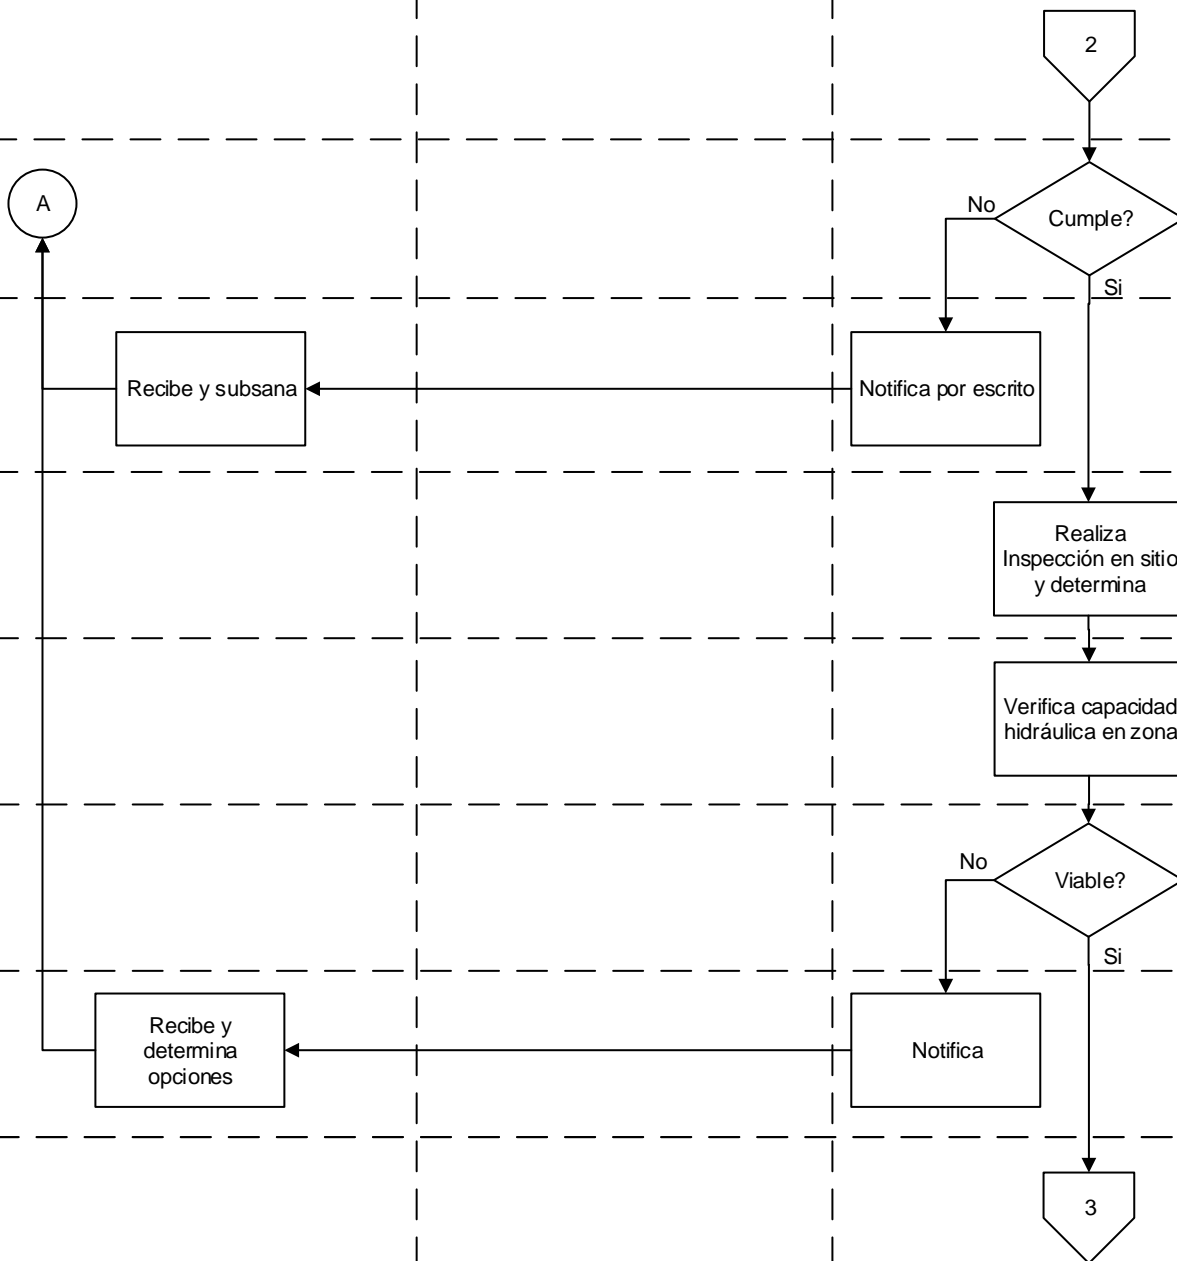 2
A
No
Cumple?
Si
Recibe y subsana
Notifica por escrito
Realiza
Inspección en sitio
y determina
Verifica capacidad
hidráulica en zona
No
Viable?
Si
Recibe y
determina
opciones
Notifica
3